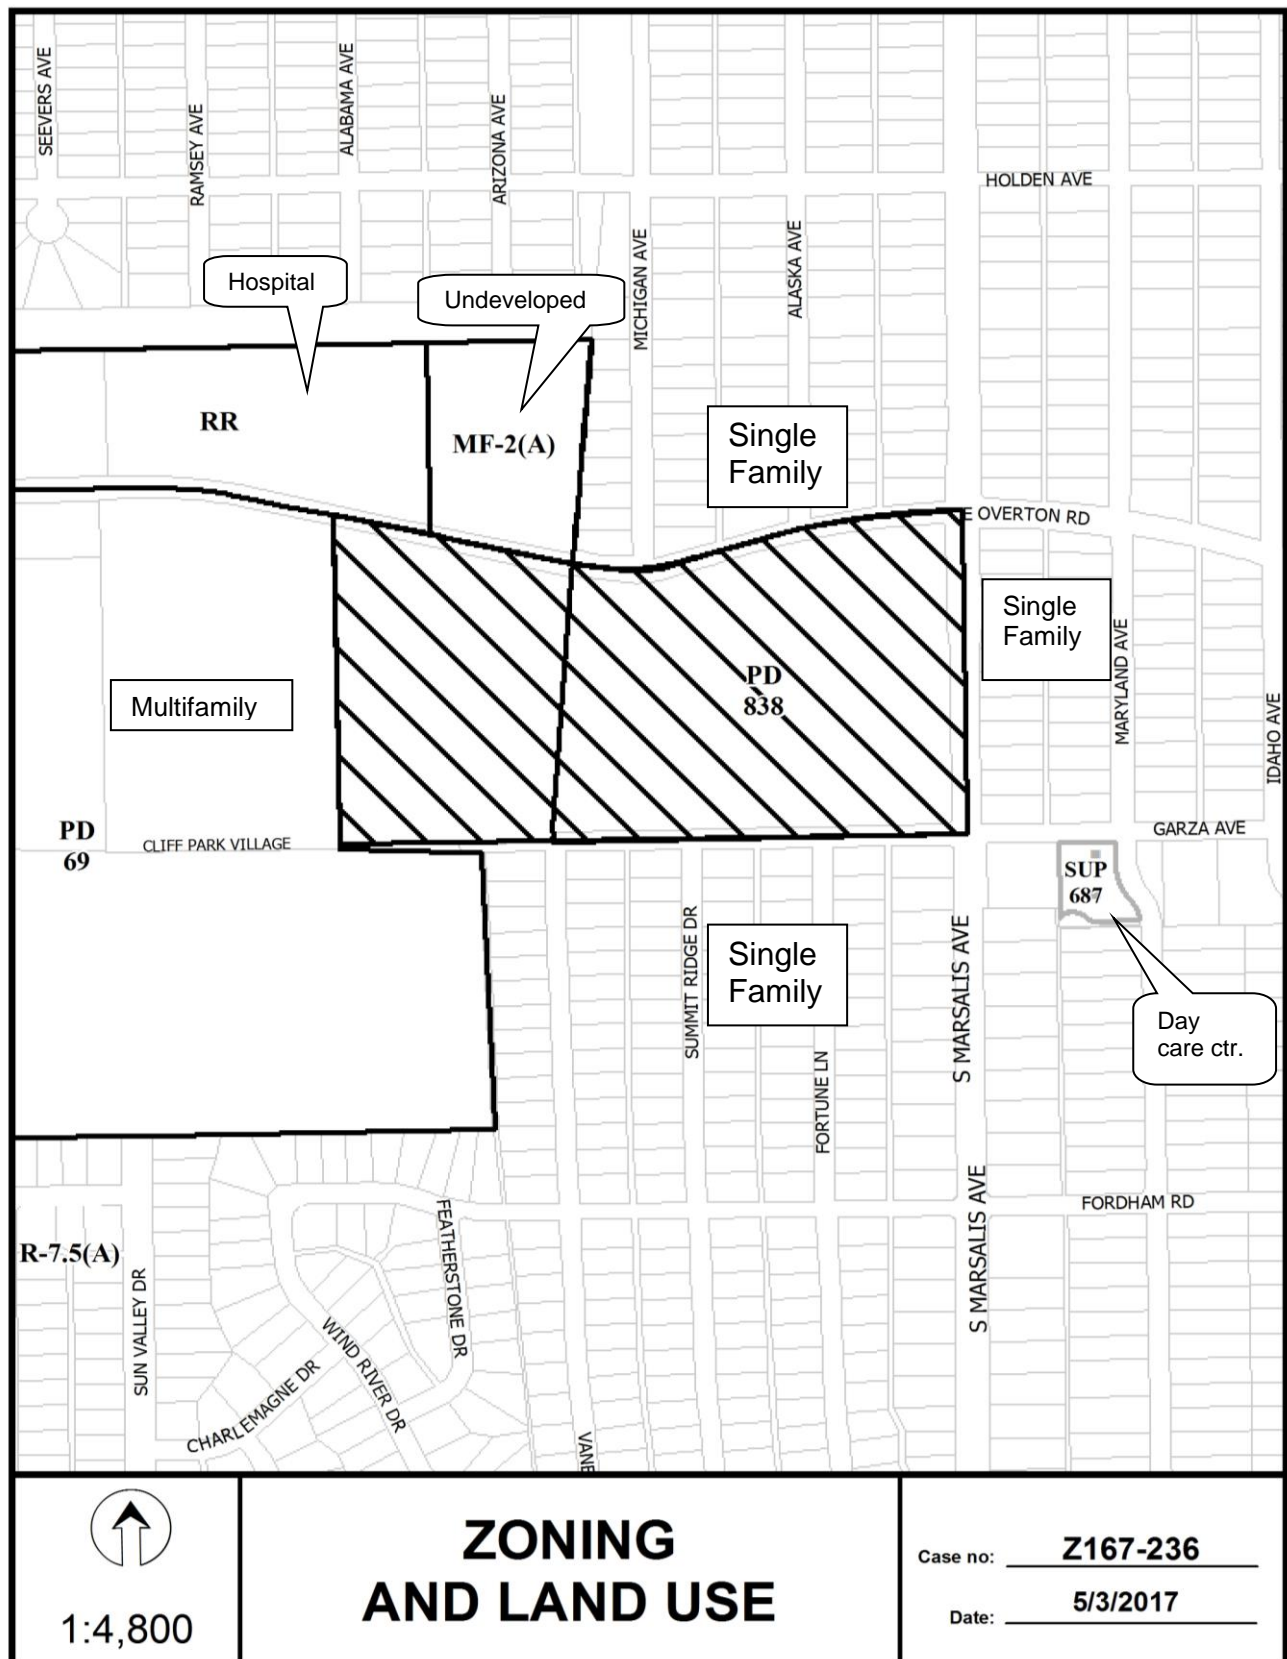 SEEVERS AVE
RAMSEY AVE
ALABAMA AVE
ARIZONA AVE
HOLDEN AVE
MICHIGAN AVE
ALASKA AVE
Hospital
Undeveloped
RR
MF-2(A)
Single
Family
E OVERTON RD
Single
Family
MARYLAND AVE
IDAHO AVE
PD
838
Multifamily
PD
69
CLIFF PARK VILLAGE
GARZA AVE
SUP
687
SUMMIT RIDGE DR
Single
Family
S MARSALIS AVE
Day
care ctr.
FORTUNE LN
S MARSALIS AVE
FORDHAM RD
FEATHERSTONE DR
R-7.5(A)
SUN VALLEY DR
WIND RIVER DR
CHARLEMAGNE DR
VANE
1:4,800
ZONING
AND LAND USE
Case no: Z167-236
Date: 5/3/2017